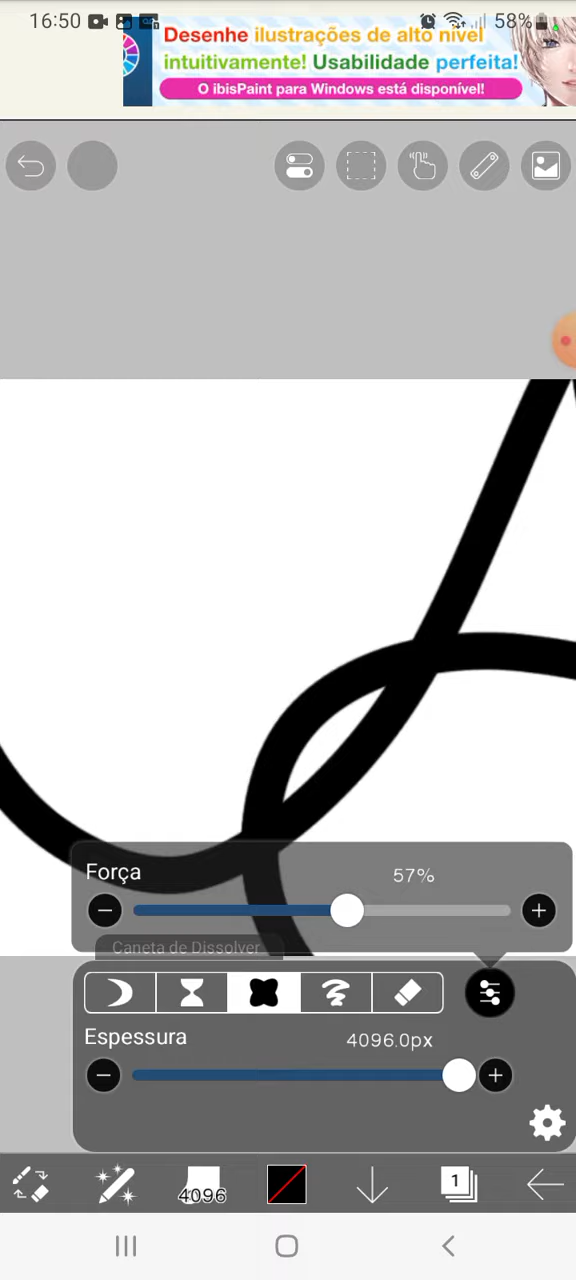 16:50
58%
Desenhe ilustrações de alto nível
intuitivamente! Usabilidade perfeita!
O ibisPaint para Windows está disponível!
Força
57%
Caneta de Dissolver
Espessura
4096.0px
4096
1